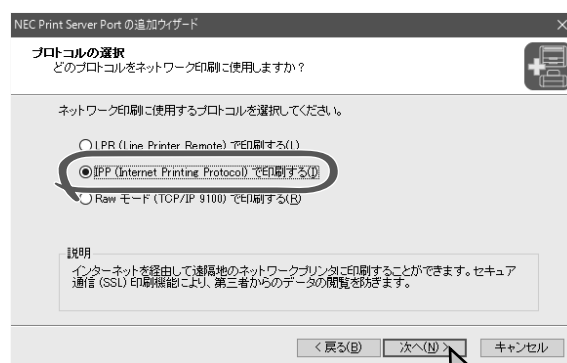 NEC Print Server Port の追加ウィザード
プロトコルの選択
どのプロトコルをネットワーク印刷に使用しますか？
ネットワーク印刷に使用するプロトコルを選択してください。
LPR (Line Printer Remote) で印刷する(L)
IPP (Internet Printing Protocol) で印刷する(I)
Raw モード (TCP/IP 9100) で印刷する(R)
説明
インターネットを経由して遠隔地のネットワークプリンタに印刷することができます。セキュア
通信 (SSL) 印刷機能により、第三者からのデータの閲覧を防ぎます。
< 戻る(B) 次へ(N) > キャンセル